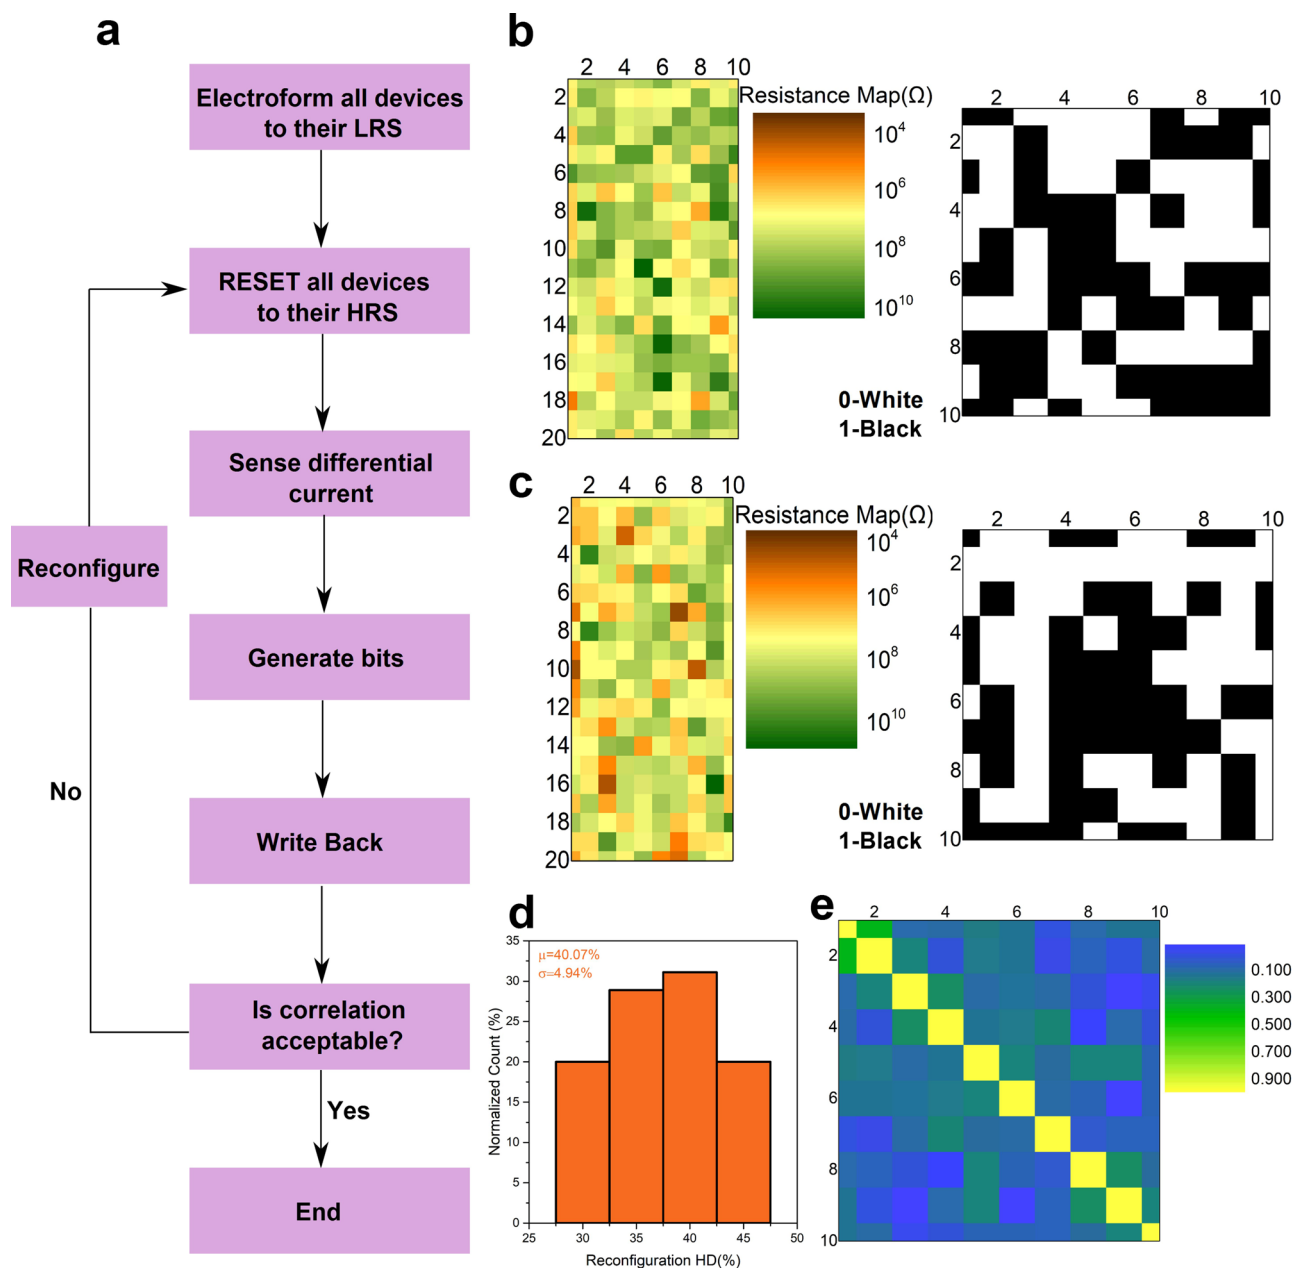 a
Electroform all devices
to their LRS
RESET all devices
to their HRS
Sense differential
current
Reconfigure
Generate bits
No
Write Back
Is correlation
acceptable?
Yes
End
b
2 4 6 8 10
2
4
6
8
10
12
14
16
18
20
Resistance Map(Ω)
10^4
10^6
10^8
10^10
0-White
1-Black
2 4 6 8 10
2
4
6
8
10
c
2 4 6 8 10
2
4
6
8
10
12
14
16
18
20
Resistance Map(Ω)
10^4
10^6
10^8
10^10
0-White
1-Black
2 4 6 8 10
2
4
6
8
10
d
μ=40.07%
σ=4.94%
Normalized Count (%)
35
30
25
20
15
10
5
0
25 30 35 40 45 50
Reconfiguration HD(%)
e
2 4 6 8 10
2
4
6
8
10
0.100
0.300
0.500
0.700
0.900